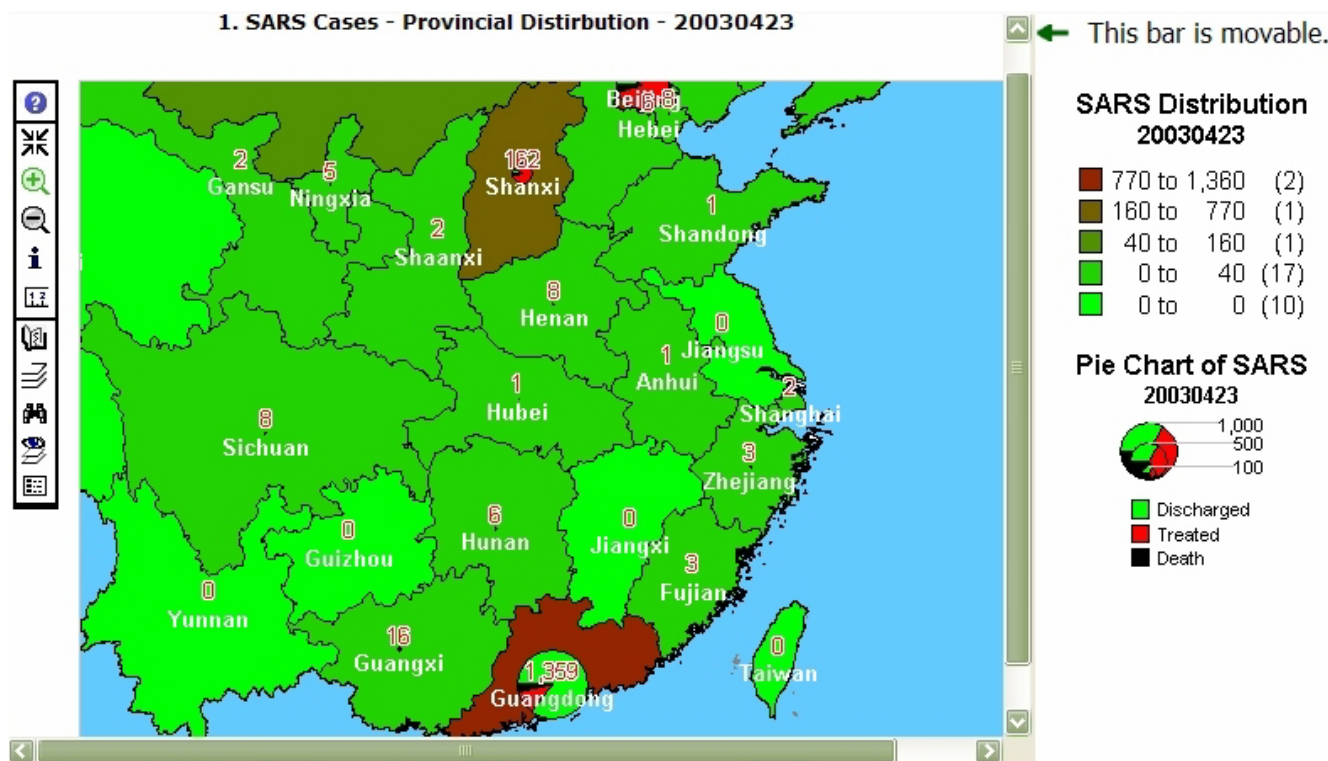 1. SARS Cases - Provincial Distirbution - 20030423
This bar is movable.
SARS Distribution
20030423
770 to 1,360 (2)
160 to 770 (1)
40 to 160 (1)
0 to 40 (17)
0 to 0 (10)
Pie Chart of SARS
20030423
1,000
500
100
Discharged
Treated
Death
Beijing
Hebei
162
Shanxi
2
Gansu
5
Ningxia
1
Shandong
2
Shaanxi
8
Henan
0
Jiangsu
1
Anhui
1
Hubei
2
Shanghai
8
Sichuan
3
Zhejiang
6
Hunan
0
Jiangxi
0
Guizhou
3
Fujian
0
Yunnan
16
Guangxi
1,359
Guangdong
0
Taiwan